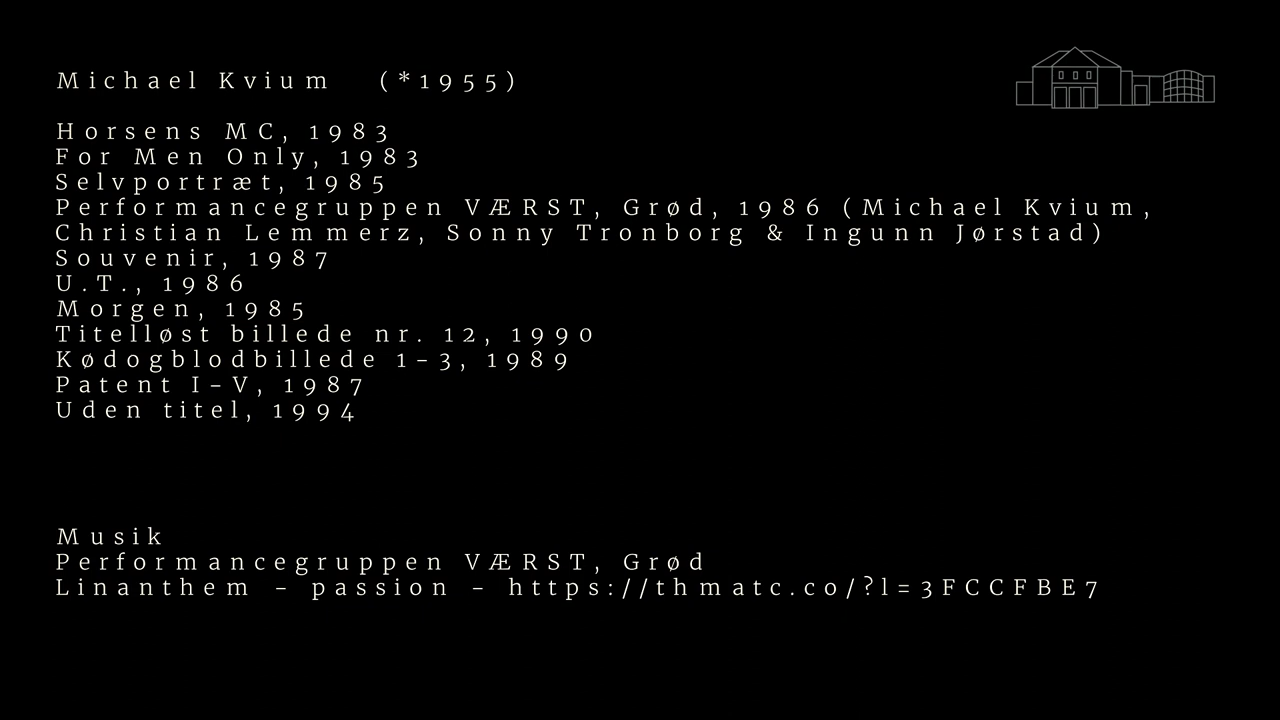 Michael Kvium (*1955)
Horsens MC, 1983
For Men Only, 1983
Selvportræt, 1985
Performancegruppen VÆRST, Grød, 1986 (Michael Kvium,
Christian Lemmerz, Sonny Tronborg & Ingunn Jørstad)
Souvenir, 1987
U.T., 1986
Morgen, 1985
Titelløst billede nr. 12, 1990
Kødogblodbillede 1-3, 1989
Patent I-V, 1987
Uden titel, 1994
Musik
Performancegruppen VÆRST, Grød
Linanthem - passion - https://thmatc.co/?l=3FCCFBE7